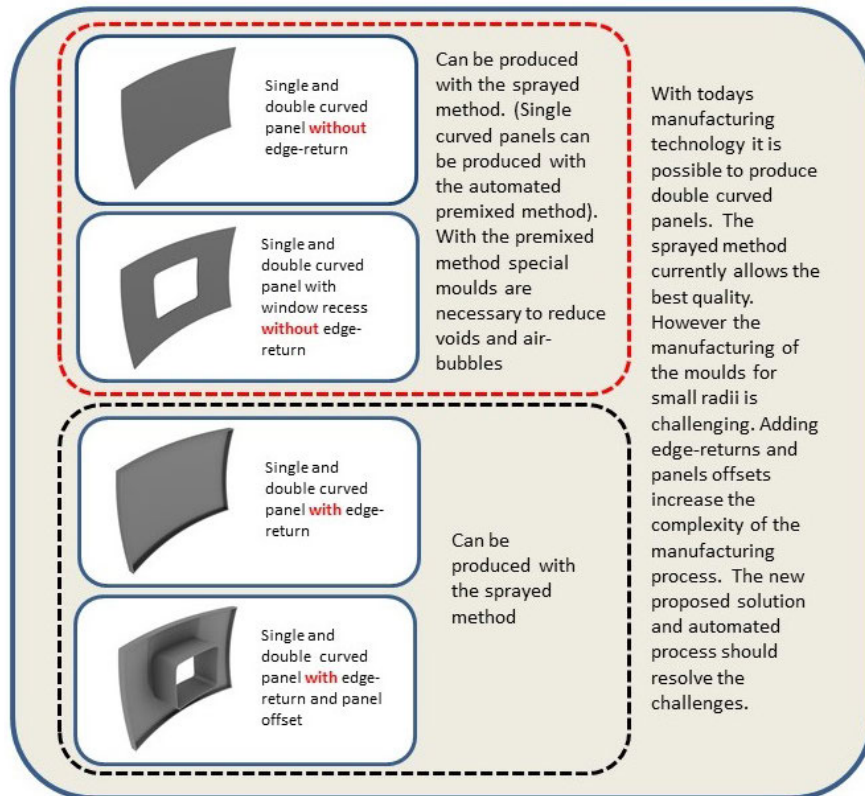 Single and
double curved
panel without
edge-return
Single and
double curved
panel with
window recess
without edge-
return
Can be produced
with the sprayed
method. (Single
curved panels can
be produced with
the automated
premixed method).
With the premixed
method special
moulds are
necessary to reduce
voids and air-
bubbles
Single and
double curved
panel with edge-
return
Single and
double curved
panel with edge-
return and panel
offset
Can be
produced with
the sprayed
method
With todays
manufacturing
technology it is
possible to produce
double curved
panels. The
sprayed method
currently allows the
best quality.
However the
manufacturing of
the moulds for
small radii is
challenging. Adding
edge-returns and
panels offsets
increase the
complexity of the
manufacturing
process. The new
proposed solution
and automated
process should
resolve the
challenges.